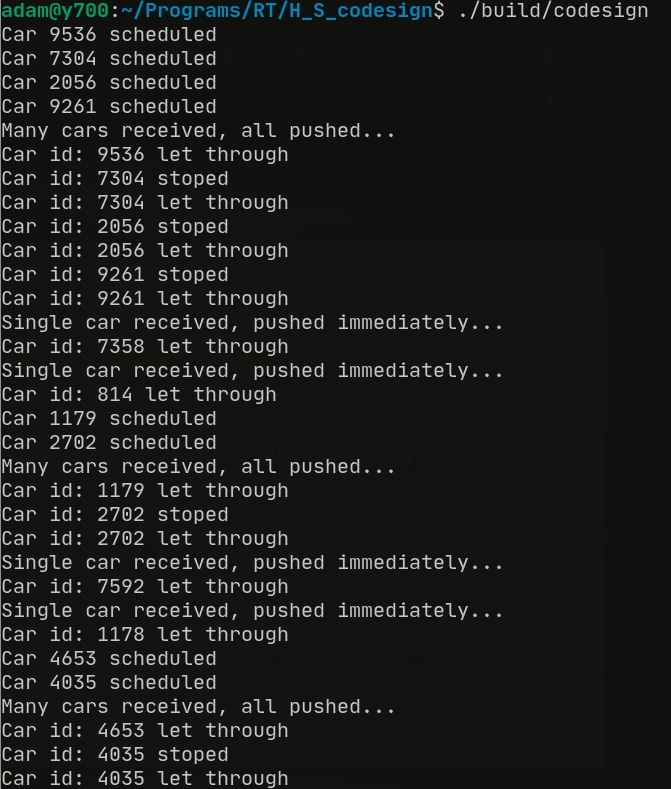 adam@y700:~/Programs/RT/H_S_codesign$ ./build/codesign
Car 9536 scheduled
Car 7304 scheduled
Car 2056 scheduled
Car 9261 scheduled
Many cars received, all pushed...
Car id: 9536 let through
Car id: 7304 stoped
Car id: 7304 let through
Car id: 2056 stoped
Car id: 2056 let through
Car id: 9261 stoped
Car id: 9261 let through
Single car received, pushed immediately...
Car id: 7358 let through
Single car received, pushed immediately...
Car id: 814 let through
Car 1179 scheduled
Car 2702 scheduled
Many cars received, all pushed...
Car id: 1179 let through
Car id: 2702 stoped
Car id: 2702 let through
Single car received, pushed immediately...
Car id: 7592 let through
Single car received, pushed immediately...
Car id: 1178 let through
Car 4653 scheduled
Car 4035 scheduled
Many cars received, all pushed...
Car id: 4653 let through
Car id: 4035 stoped
Car id: 4035 let through